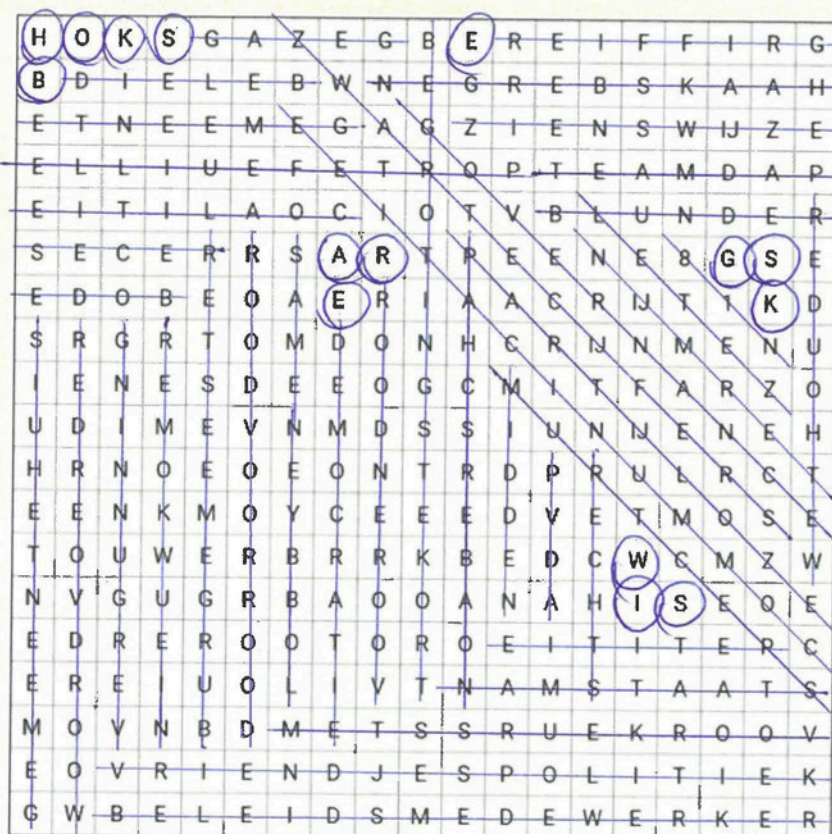 H O K S G A Z E G B E R E I F F I R G
B D I E L E B W N E G R E B S K A A H
E T N E E M E G A G Z I E N S W IJ Z E
E L L I U E F E T R O P T E A M D A P
E I T I L A O C I O T V B L U N D E R
S E C E R R S A R T P E E N E 8 G S E
E D O B E O A E R I A A C R IJ T 1 K D
S R G R T O M D O N H C R IJ N M E N U
I E N E S D E E O G C M I T F A R Z O
U D I M E V N M D S S I U N IJ E N E H
H R N O E O E O N T R D P R U L R C T
E E N K M O Y C E E E D V E T M O S E
T O U W E R B R R K B E D C W C M Z W
N V G U G R B A O O A N A H I S E O E
E D R E R O O T O R O E I T I T E R C
E R E I U O L I V T N A M S T A A T S
M O V N B D M E T S S R U E K R O O V
E O V R I E N D J E S P O L I T I E K
G W B E L E I D S M E D E W E R K E R